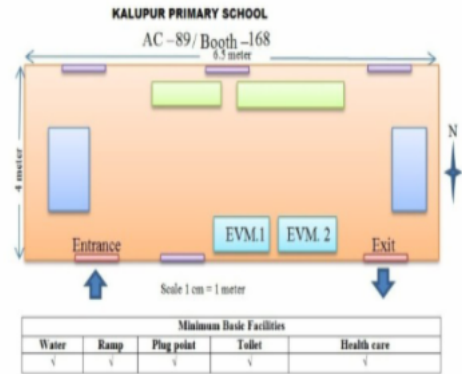 KALUPUR PRIMARY SCHOOL
AC –89/ Booth –168
6.5 meter
4 meter
N
EVM.1 EVM. 2
Entrance Exit
Scale 1 cm = 1 meter
Minimum Basic Facilities
Water Ramp Plug point Toilet Health care
√ √ √ √ √